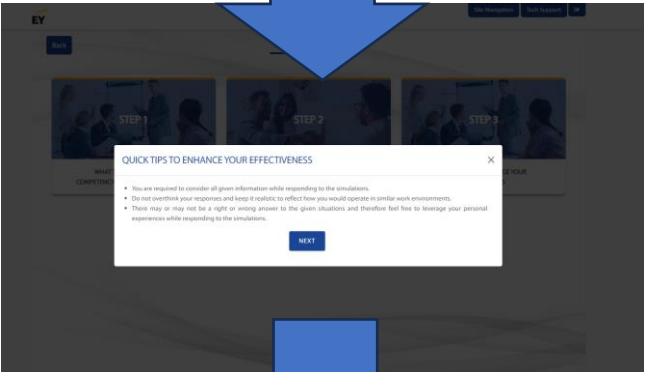 EY
Site Navigation
Tech Support
Back
STEP 1
STEP 2
STEP 3
WHAT'
COMPETENC
CE YOUR
S
QUICK TIPS TO ENHANCE YOUR EFFECTIVENESS
×
• You are required to consider all given information while responding to the simulations.
• Do not overthink your responses and keep it realistic to reflect how you would operate in similar work environments.
• There may or may not be a right or wrong answer to the given situations and therefore feel free to leverage your personal
experiences while responding to the simulations.
NEXT